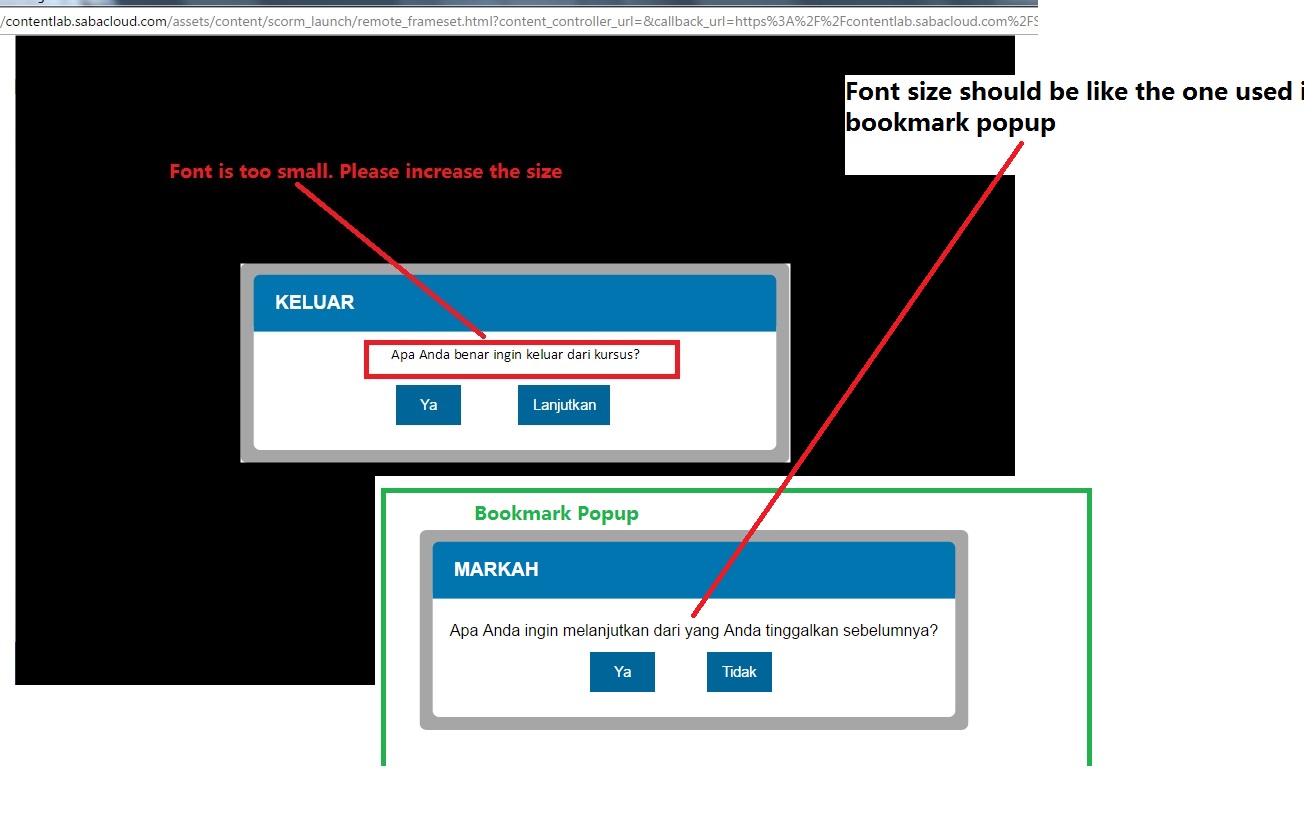 /contentlab.sabacloud.com/assets/content/scorm_launch/remote_frameset.html?content_controller_url=&callback_url=https%3A%2F%2Fcontentlab.sabacloud.com%2FS
Font size should be like the one used i
bookmark popup
Font is too small. Please increase the size
KELUAR
Apa Anda benar ingin keluar dari kursus?
Ya
Lanjutkan
Bookmark Popup
MARKAH
Apa Anda ingin melanjutkan dari yang Anda tinggalkan sebelumnya?
Ya
Tidak